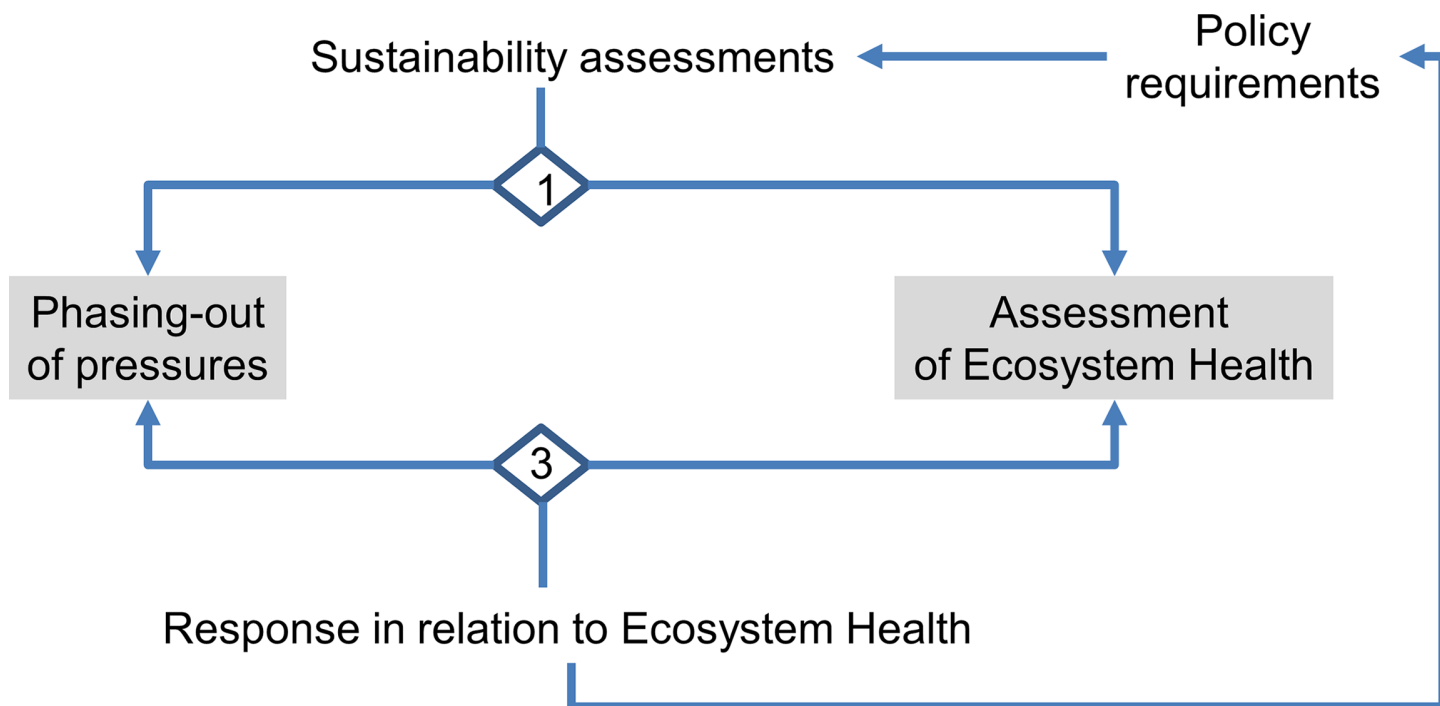 Sustainability assessments
Policy
requirements
1
Phasing-out
of pressures
Assessment
of Ecosystem Health
3
Response in relation to Ecosystem Health